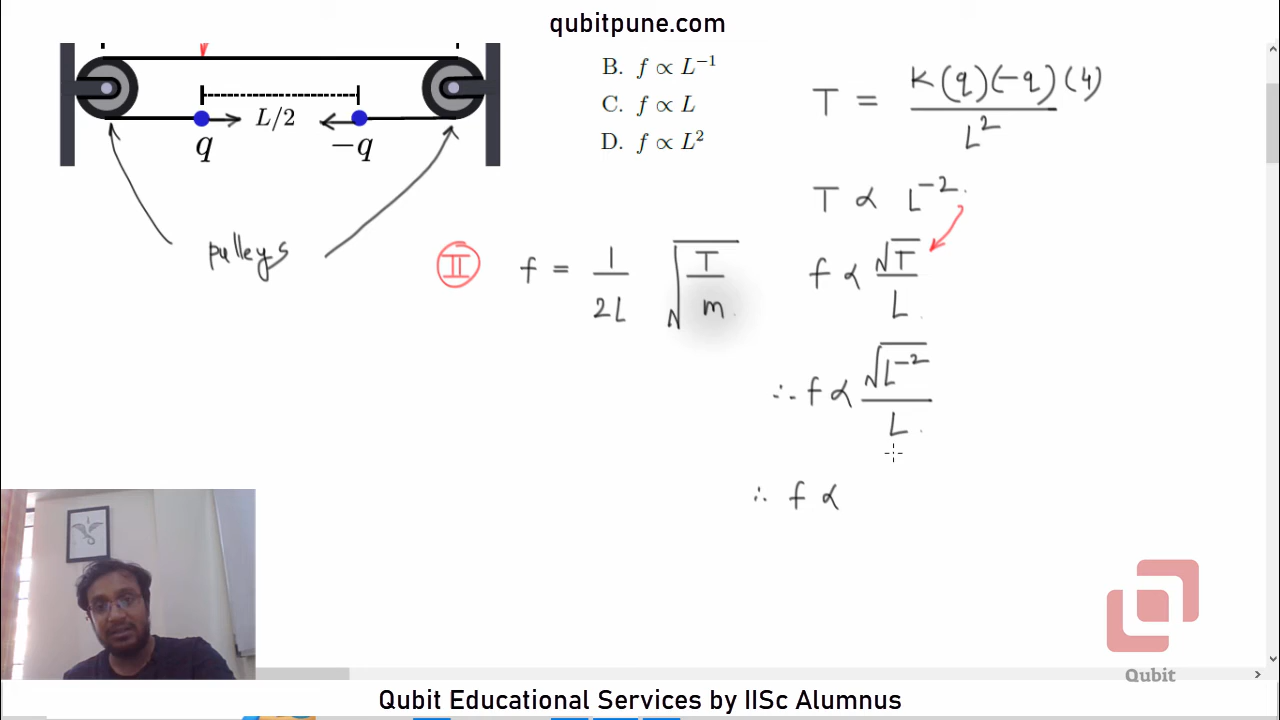 qubitpune.com
B. f ∝ L⁻¹
C. f ∝ L
D. f ∝ L²
L/2
q
−q
pulleys
T = K(q)(-q)(4) / L²
T ∝ L⁻².
II f = 1/2L √(T/m)
f ∝ √T / L.
∴ f ∝ √L⁻² / L.
∴ f ∝
Qubit
Qubit Educational Services by IISc Alumnus